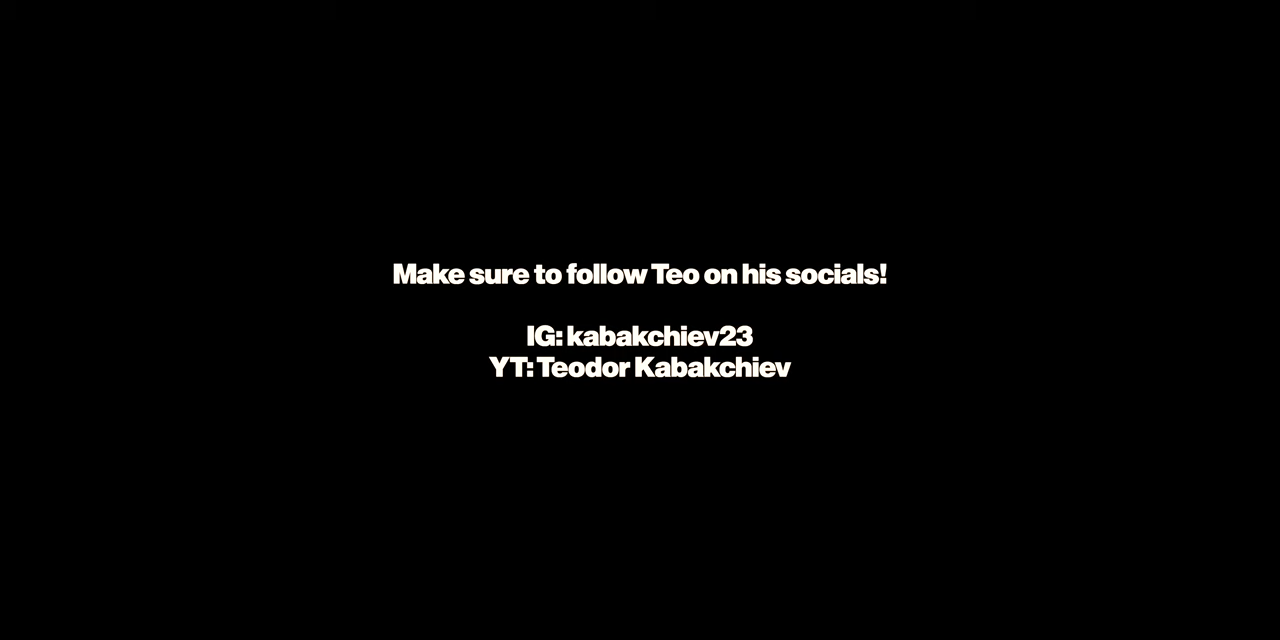 Make sure to follow Teo on his socials!
IG: kabakchiev23
YT: Teodor Kabakchiev